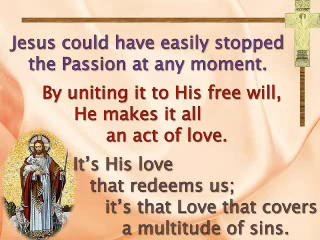 Jesus could have easily stopped
the Passion at any moment.
By uniting it to His free will,
He makes it all
an act of love.
It's His love
that redeems us;
it's that Love that covers
a multitude of sins.